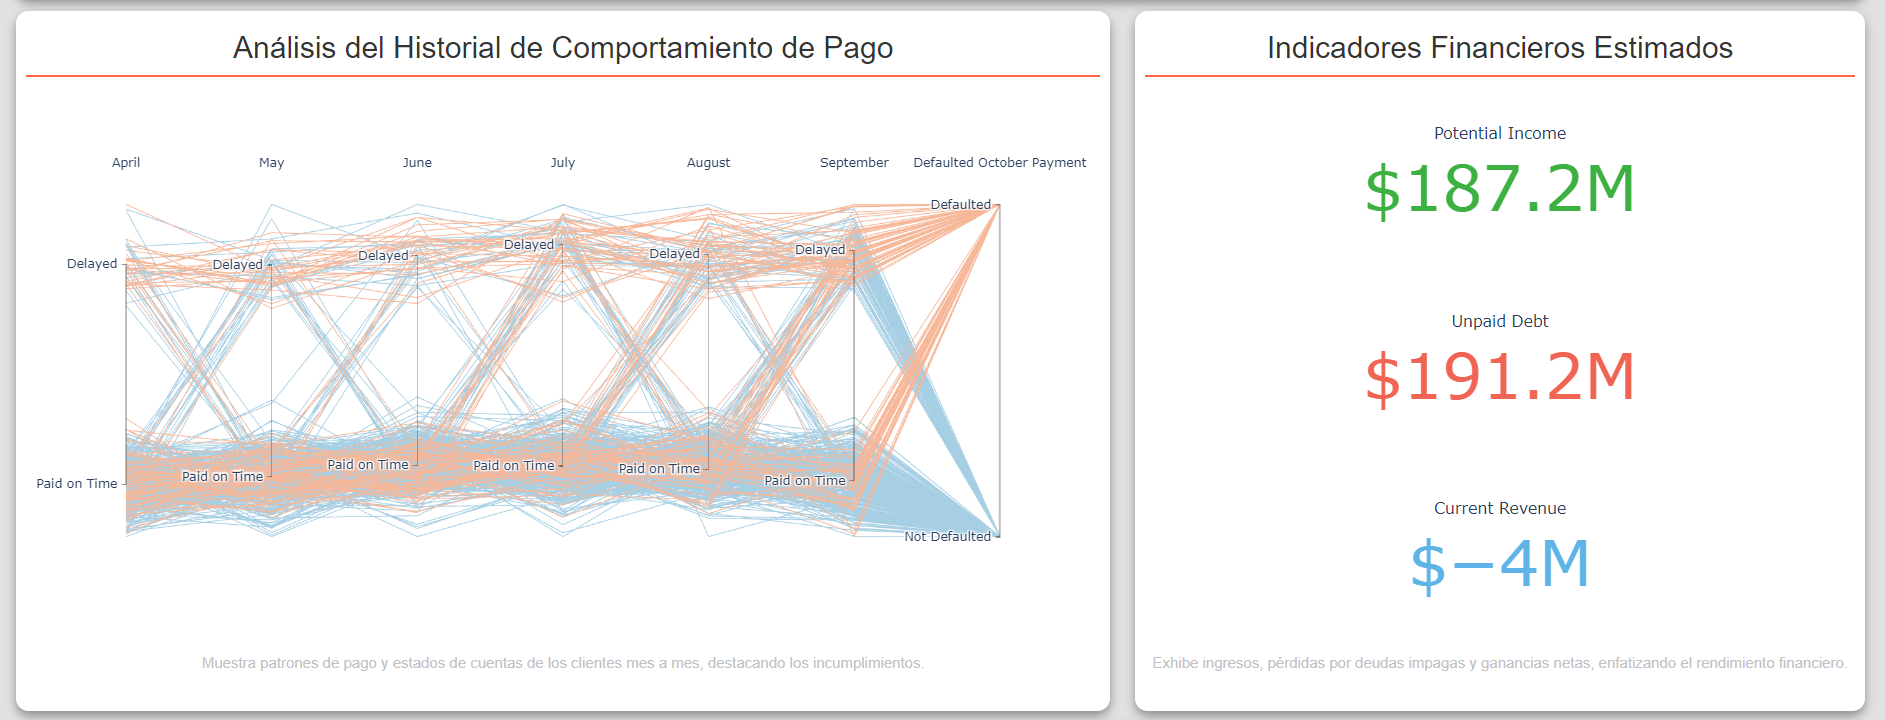 Análisis del Historial de Comportamiento de Pago
April
May
June
July
August
September
Defaulted October Payment
Defaulted
Delayed
Delayed
Delayed
Delayed
Delayed
Delayed
Paid on Time
Paid on Time
Paid on Time
Paid on Time
Paid on Time
Paid on Time
Not Defaulted
Muestra patrones de pago y estados de cuentas de los clientes mes a mes, destacando los incumplimientos.
Indicadores Financieros Estimados
Potential Income
$187.2M
Unpaid Debt
$191.2M
Current Revenue
$−4M
Exhibe ingresos, pérdidas por deudas impagas y ganancias netas, enfatizando el rendimiento financiero.